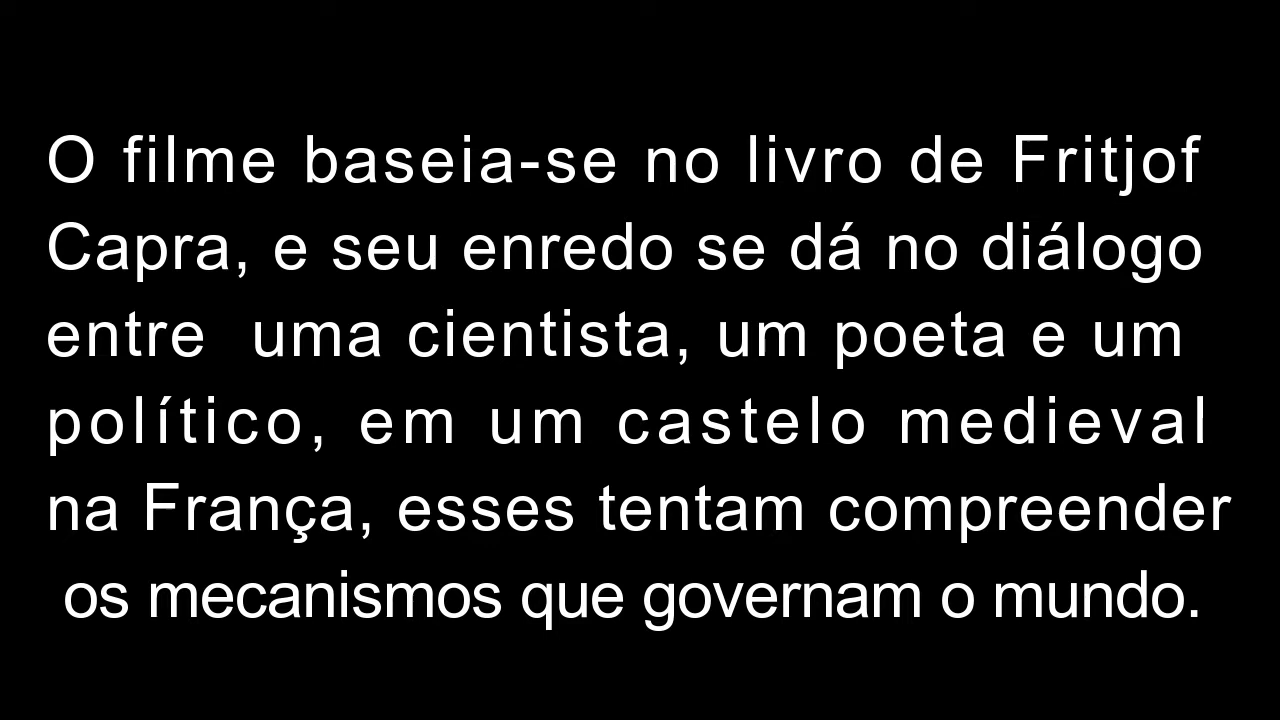 O filme baseia-se no livro de Fritjof
Capra, e seu enredo se dá no diálogo
entre uma cientista, um poeta e um
político, em um castelo medieval
na França, esses tentam compreender
os mecanismos que governam o mundo.